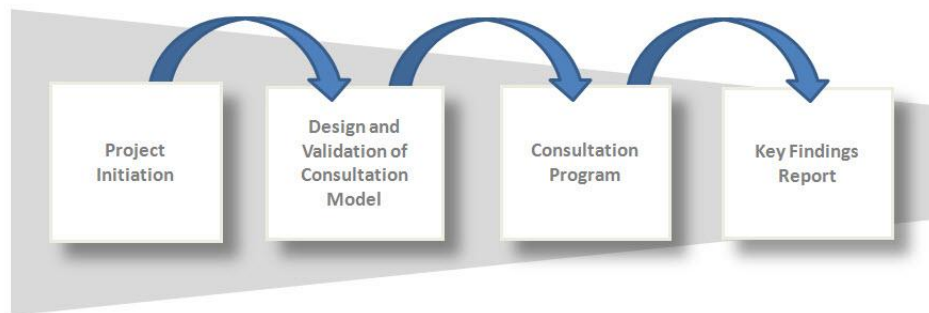 Project
Initiation
Design and
Validation of
Consultation
Model
Consultation
Program
Key Findings
Report